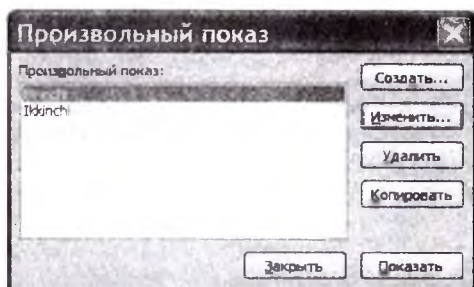 Произвольный показ
Произвольный показ:
Ikkinchi
Создать...
Изменить...
Удалить
Копировать
Закрыть
Показать